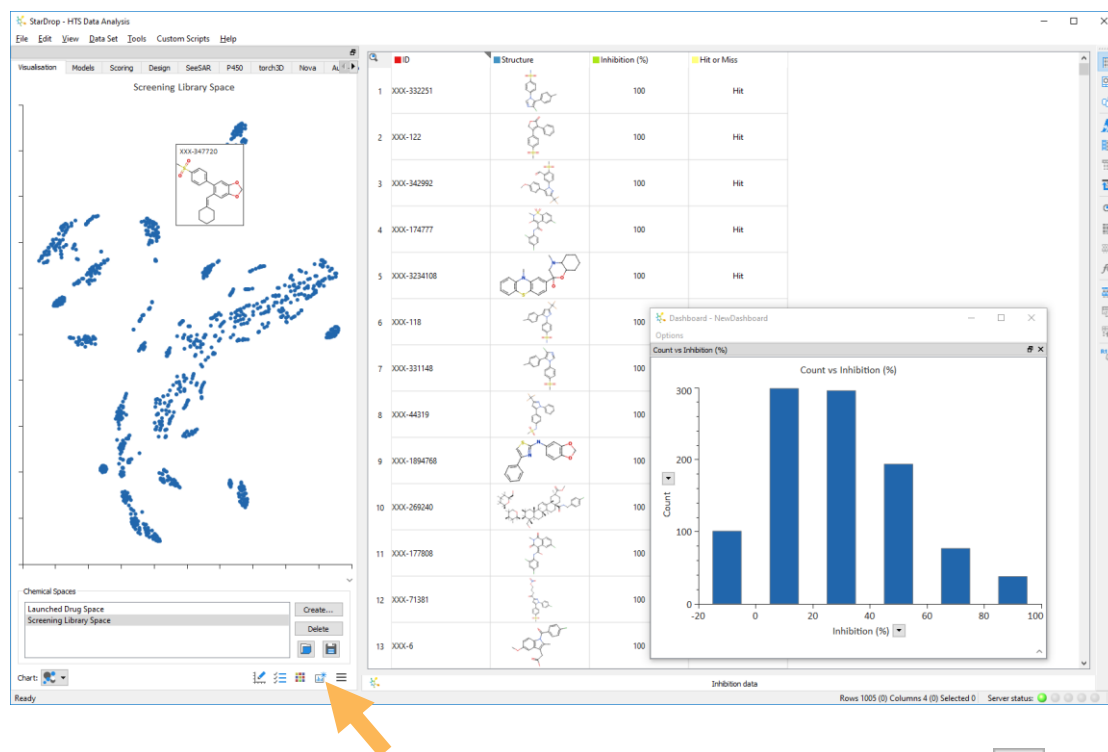 StarDrop - HTS Data Analysis
File Edit View Data Set Tools Custom Scripts Help
Visualisation Models Scoring Design SeeSAR P450 torch3D Nova
Screening Library Space
XXX-347720
Chemical Spaces
Launched Drug Space
Screening Library Space
Create...
Delete
Chart:
Ready
ID Structure Inhibition (%) Hit or Miss
1 XXX-332251 100 Hit
2 XXX-122 100 Hit
3 XXX-342992 100 Hit
4 XXX-174777 100 Hit
5 XXX-3234108 100 Hit
6 XXX-118 100
7 XXX-331148 100
8 XXX-44319 100
9 XXX-1894768 100
10 XXX-269240 100
11 XXX-177808 100
12 XXX-71381 100
13 XXX-6 100
Dashboard - NewDashboard
Options
Count vs Inhibition (%)
Count vs Inhibition (%)
300
200
100
0
Count
-20 0 20 40 60 80 100
Inhibition (%)
Inhibition data
Rows 1005 (0) Columns 4 (0) Selected 0 Server status: